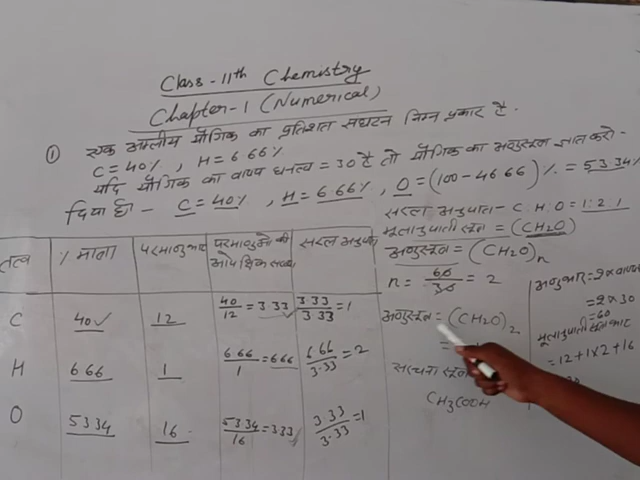 Class-11th Chemistry
Chapter-1 (Numerical)
① एक अम्लीय यौगिक का प्रतिशत संघटन निम्न प्रकार है.
C=40% , H=6.66%
यदि यौगिक का वाष्प घनत्व =30 है तो यौगिक का अणुसूत्र ज्ञात करो-
दिया है- C=40%, H=6.66%, O=(100-46.66)%=53.34%
तत्व % मात्रा परमाणुभार परमाणुओं की आपेक्षिक संख्या सरल अनुपात
C 40 12 40/12=3.33 3.33/3.33=1
H 6.66 1 6.66/1=6.66 6.66/3.33=2
O 53.34 16 53.34/16=3.33 3.33/3.33=1
सरल अनुपात- C:H:O=1:2:1
मूलानुपाती सूत्र=(CH2O)
अणुसूत्र=(CH2O)n
n=60/30=2
अणुसूत्र=(CH2O)2
संरचना सूत्र
CH3COOH
अणुभार=2×वाष्प
=2×30
=60
मूलानुपाती सूत्र भार
=12+1×2+16